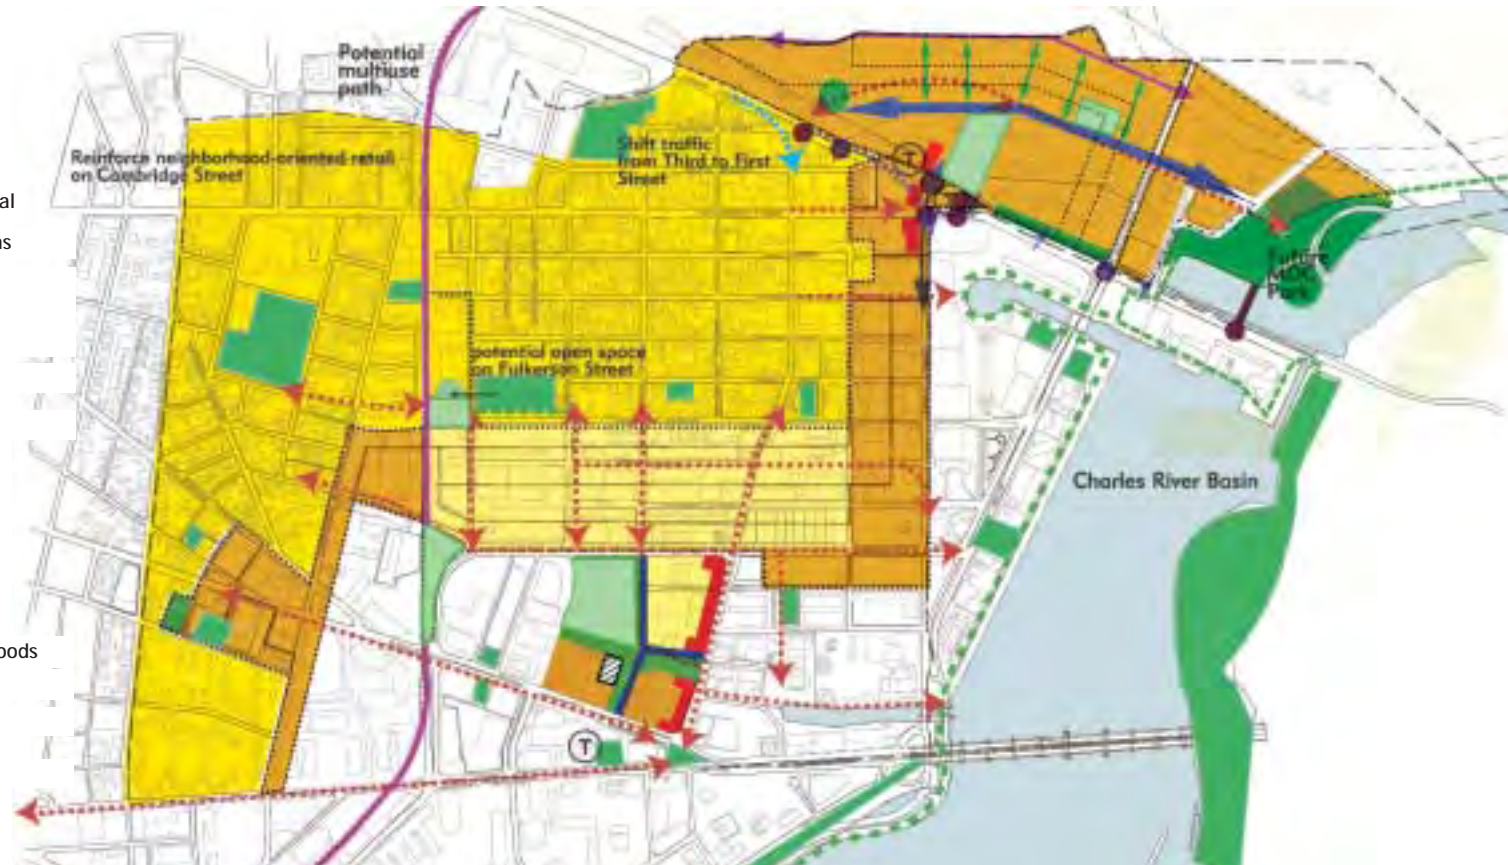 Potential
multiuse
path
Reinforce neighborhood-oriented retail
on Cambridge Street
Shift traffic
from Third to First
Street
al
ns
T
Future
MDC
Park
potential open space
on Fulkerson Street
Charles River Basin
oods
T